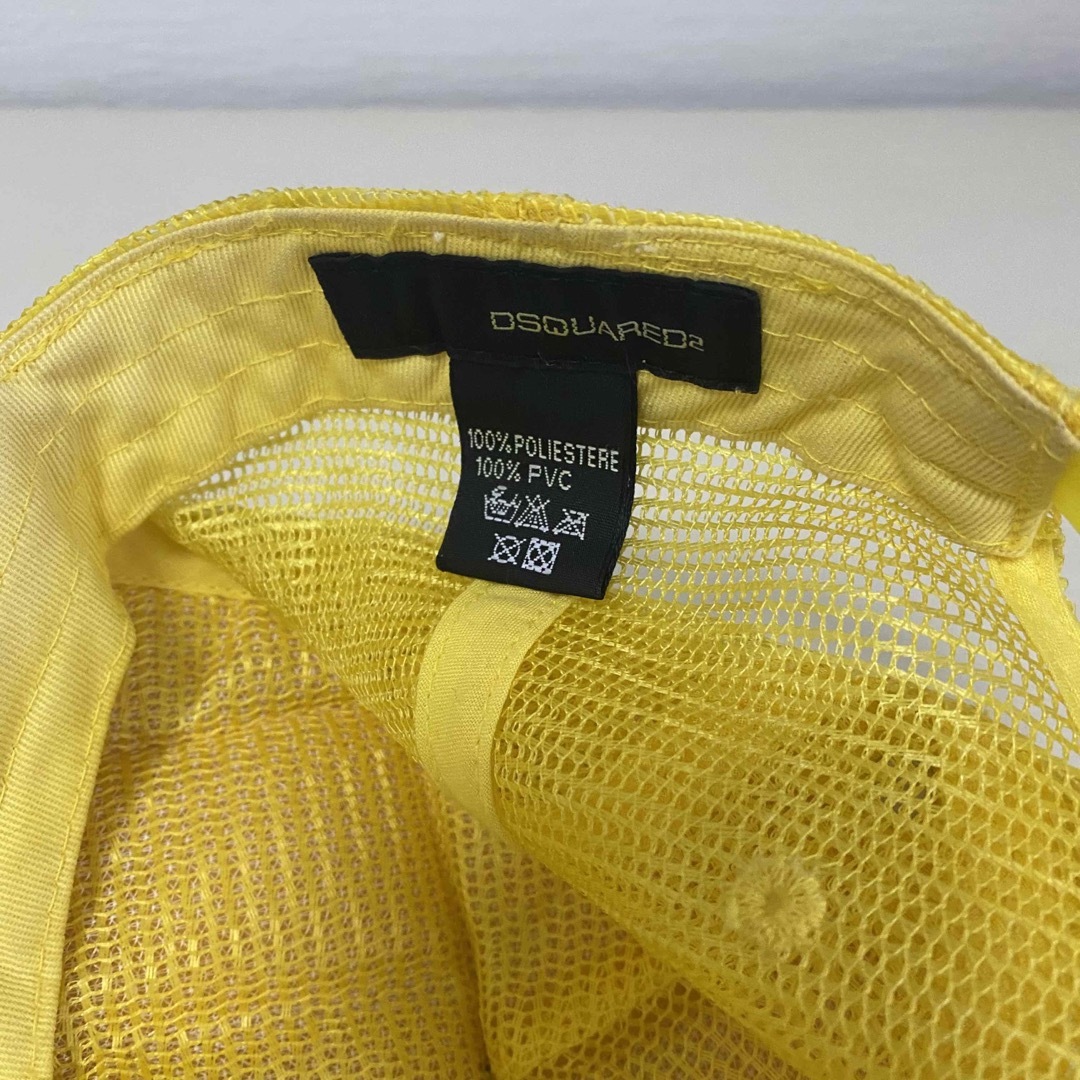 DSQUARED2
100% POLIESTERE
100% PVC